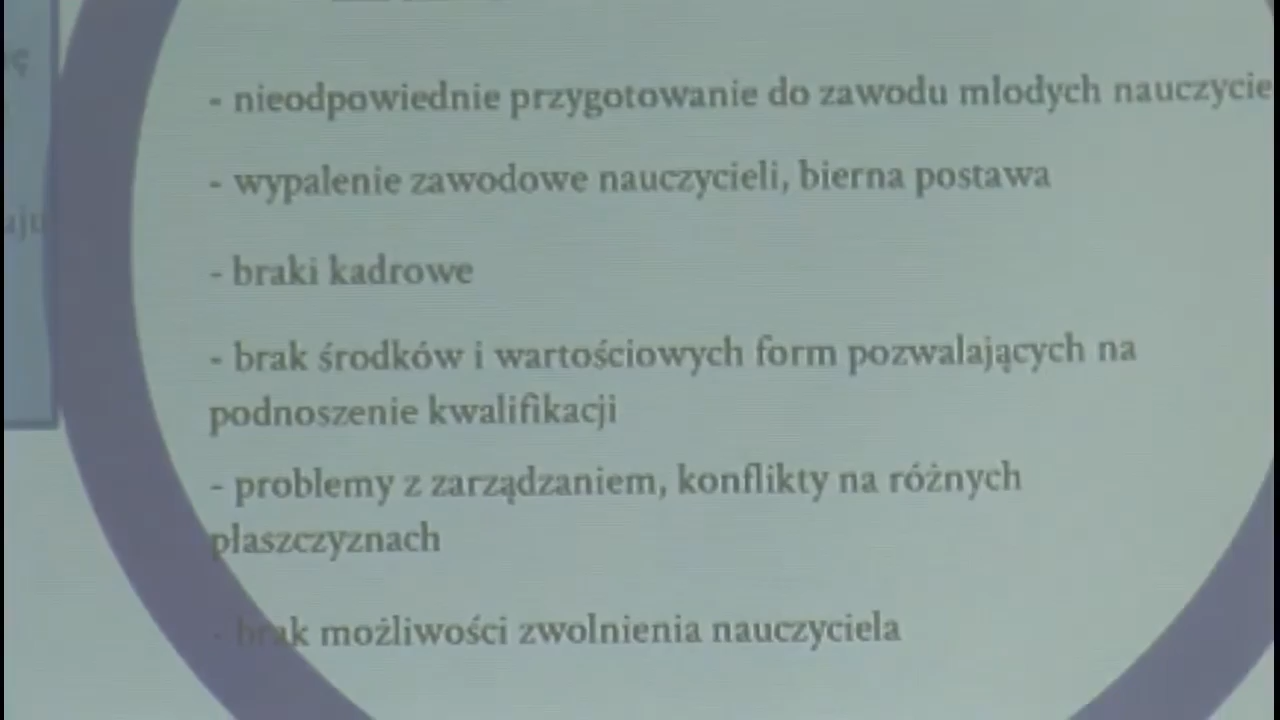 - nieodpowiednie przygotowanie do zawodu młodych nauczycie
- wypalenie zawodowe nauczycieli, bierna postawa
- braki kadrowe
- brak środków i wartościowych form pozwalających na
podnoszenie kwalifikacji
- problemy z zarządzaniem, konflikty na różnych
płaszczyznach
- brak możliwości zwolnienia nauczyciela